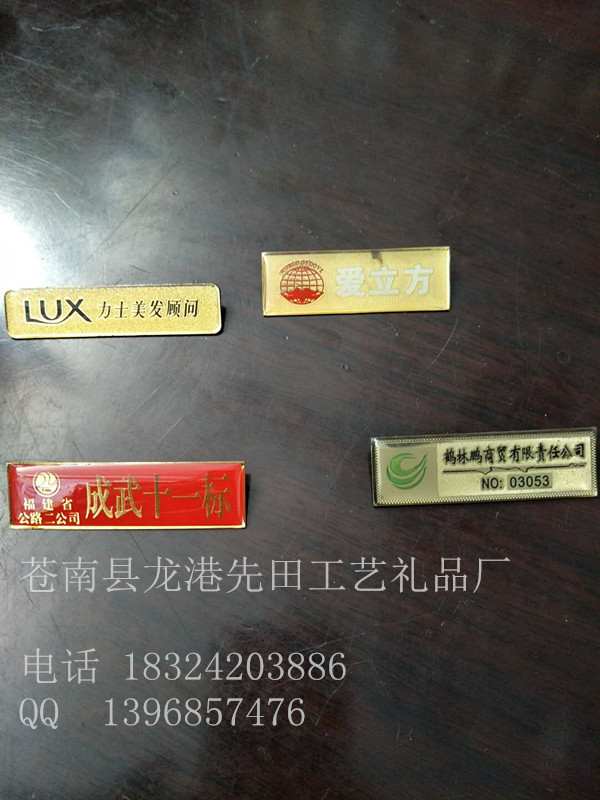 爱立方
LUX 力士美发顾问
鹤林鹏商贸有限责任公司
NO: 03053
福建省
公路二公司
成武十一标
苍南县龙港先田工艺礼品厂
电话 18324203886
QQ 1396857476